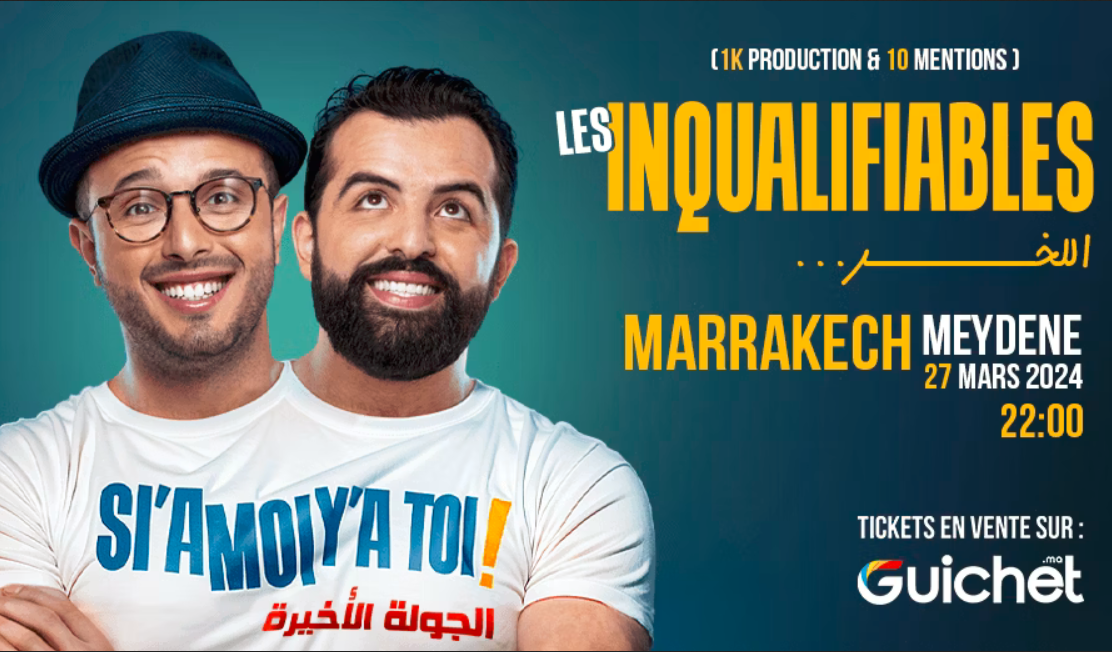 ( 1K PRODUCTION & 10 MENTIONS )
LES INQUALIFIABLES
اللخر...
MARRAKECH MEYDENE
27 MARS 2024
22:00
SI'AMOIY'A TOI !
الجولة الأخيرة
TICKETS EN VENTE SUR :
Guichet.ma